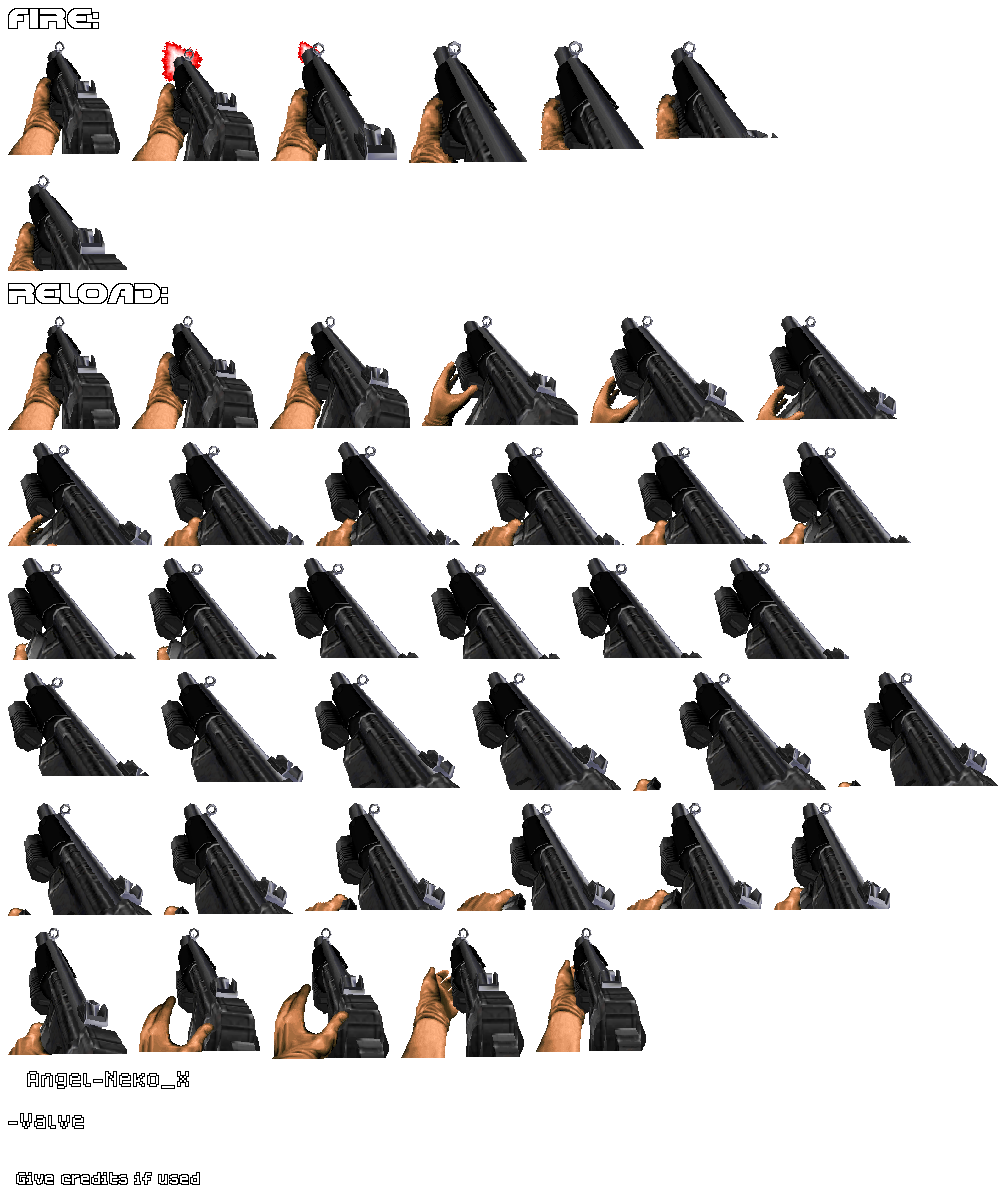 FIRE:
RELOAD:
Angel-Neko_X
-Valve
Give credits if used